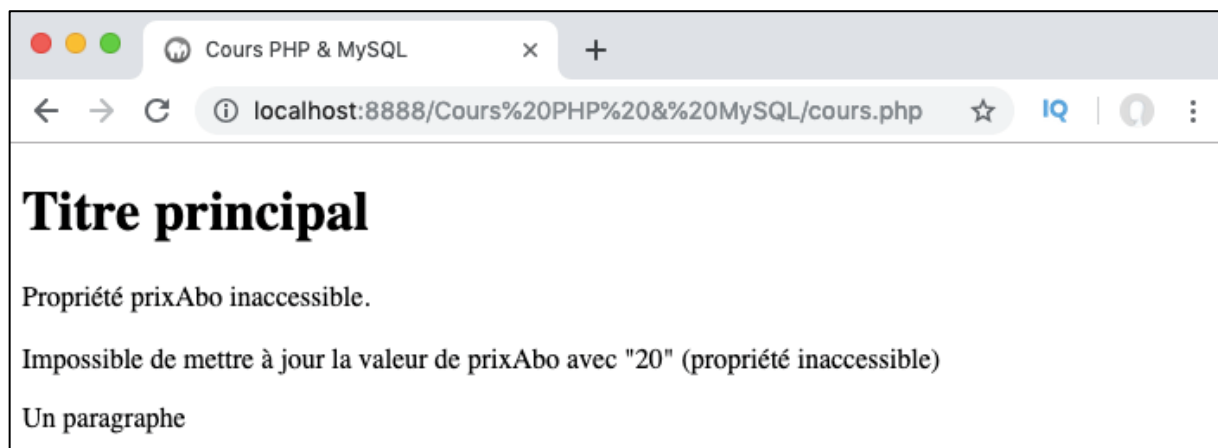 Cours PHP & MySQL
localhost:8888/Cours%20PHP%20&%20MySQL/cours.php
IQ
Titre principal
Propriété prixAbo inaccessible.
Impossible de mettre à jour la valeur de prixAbo avec "20" (propriété inaccessible)
Un paragraphe